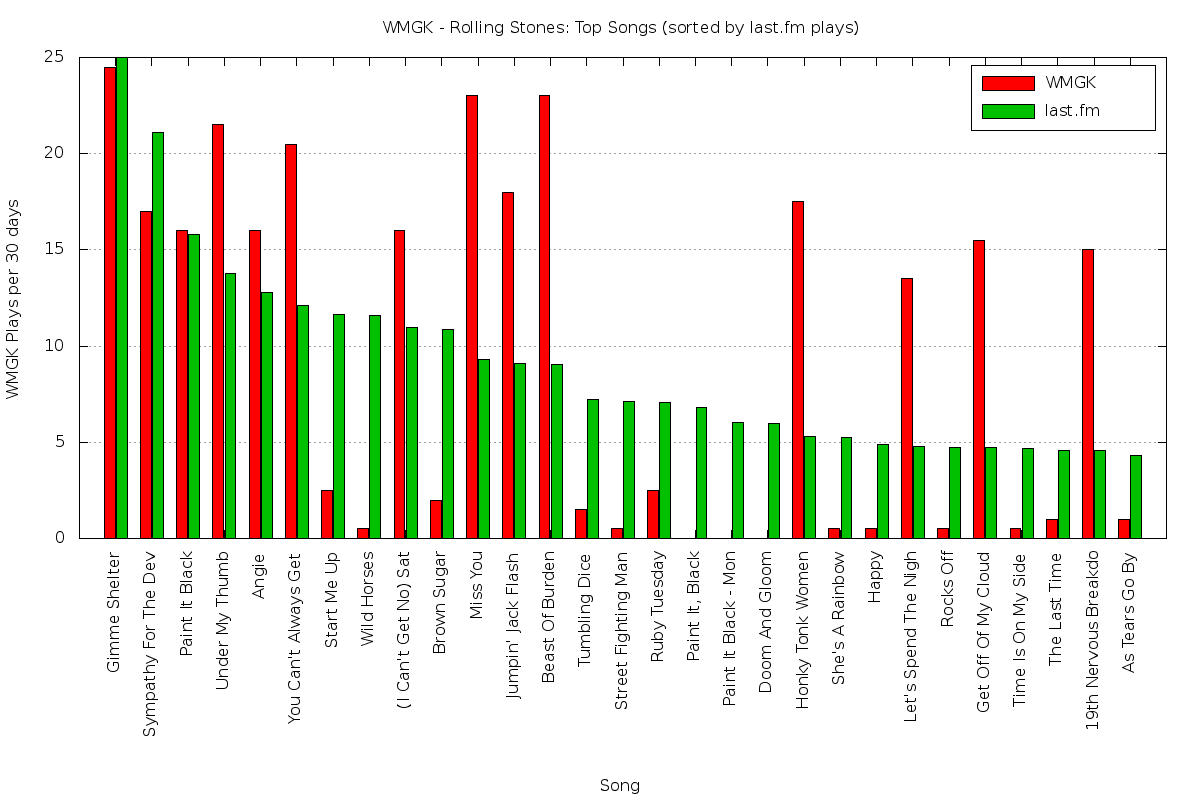 WMGK - Rolling Stones: Top Songs (sorted by last.fm plays)
WMGK
last.fm
WMGK Plays per 30 days
25
20
15
10
5
0
Gimme Shelter
Sympathy For The Dev
Paint It Black
Under My Thumb
Angie
You Can't Always Get
Start Me Up
Wild Horses
(I Can't Get No) Sat
Brown Sugar
Miss You
Jumpin' Jack Flash
Beast Of Burden
Tumbling Dice
Street Fighting Man
Ruby Tuesday
Paint It, Black
Paint It Black - Mon
Doom And Gloom
Honky Tonk Women
She's A Rainbow
Happy
Let's Spend The Nigh
Rocks Off
Get Off Of My Cloud
Time Is On My Side
The Last Time
19th Nervous Breakdo
As Tears Go By
Song